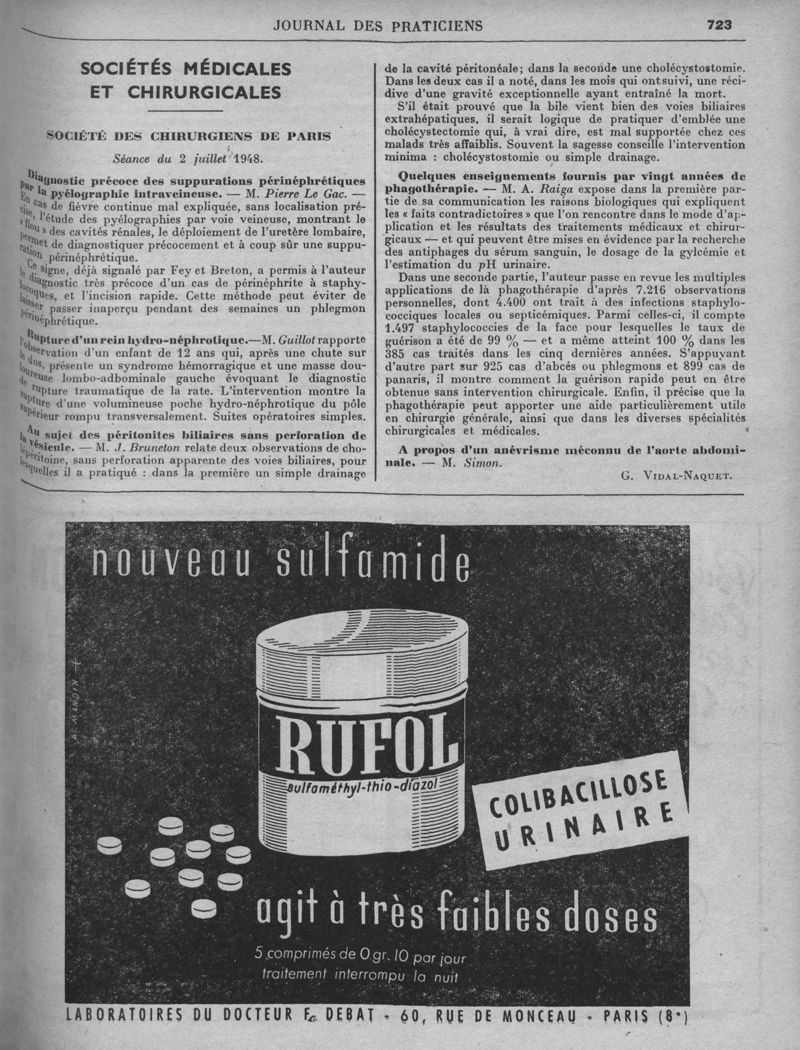 JOURNAL DES PRATICIENS 723
SOCIÉTÉS MÉDICALES
ET CHIRURGICALES
SOCIÉTÉ DES CHIRURGIENS DE PARIS
Séance du 2 juillet 1948.
Diagnostic précoce des suppurations périnéphrétiques
par la pyélographie intraveineuse. — M. Pierre Le Gac. —
En cas de fièvre continue mal expliquée, sans localisation pré-
cise, l'étude des pyélographies par voie veineuse, montrant le
« flou » des cavités rénales, le déploiement de l'uretère lombaire,
permet de diagnostiquer précocement et à coup sûr une suppu-
ration périnéphrétique.
Ce signe, déjà signalé par Fey et Breton, a permis à l'auteur
le diagnostic très précoce d'un cas de périnéphrite à staphy-
locoques, et l'incision rapide. Cette méthode peut éviter de
laisser passer inaperçu pendant des semaines un phlegmon
périnéphrétique.
Rupture d'un rein hydro-néphrotique.—M. Guillot rapporte
l'observation d'un enfant de 12 ans qui, après une chute sur
le dos, présente un syndrome hémorragique et une masse dou-
loureuse lombo-adbominale gauche évoquant le diagnostic
de rupture traumatique de la rate. L'intervention montre la
rupture d'une volumineuse poche hydro-néphrotique du pôle
supérieur rompu transversalement. Suites opératoires simples.
Au sujet des péritonites biliaires sans perforation de
la vésicule. — M. J. Bruneton relate deux observations de cho-
lépéritoine, sans perforation apparente des voies biliaires, pour
lesquelles il a pratiqué : dans la première un simple drainage
de la cavité péritonéale; dans la seconde une cholécystostomie.
Dans les deux cas il a noté, dans les mois qui ont suivi, une réci-
dive d'une gravité exceptionnelle ayant entraîné la mort.
S'il était prouvé que la bile vient bien des voies biliaires
extrahépatiques, il serait logique de pratiquer d'emblée une
cholécystectomie qui, à vrai dire, est mal supportée chez ces
malads très affaiblis. Souvent la sagesse conseille l'intervention
minima : cholécystostomie ou simple drainage.
Quelques enseignements fournis par vingt années de
phagothérapie. — M. A. Raiga expose dans la première par-
tie de sa communication les raisons biologiques qui expliquent
les « faits contradictoires » que l'on rencontre dans le mode d'ap-
plication et les résultats des traitements médicaux et chirur-
gicaux — et qui peuvent être mises en évidence par la recherche
des antiphages du sérum sanguin, le dosage de la gylcémie et
l'estimation du pH urinaire.
Dans une seconde partie, l'auteur passe en revue les multiples
applications de là phagothérapie d'après 7.216 observations
personnelles, dont 4.400 ont trait à des infections staphylo-
cocciques locales ou septicémiques. Parmi celles-ci, il compte
1.497 staphylococcies de la face pour lesquelles le taux de
guérison a été de 99 % — et a même atteint 100 % dans les
385 cas traités dans les cinq dernières années. S'appuyant
d'autre part sur 925 cas d'abcés ou phlegmons et 899 cas de
panaris, il montre comment la guérison rapide peut en être
obtenue sans intervention chirurgicale. Enfin, il précise que la
phagothérapie peut apporter une aide particulièrement utile
en chirurgie générale, ainsi que dans les diverses spécialités
chirurgicales et médicales.
A propos d'un anévrisme méconnu de l'aorte abdomi-
nale. — M. Simon.
G. VIDAL-NAQUET.
nouveau sulfamide
A. MANDIN
RUFOL
sulfaméthyl-thio-diazol
COLIBACILLOSE
URINAIRE
agit à très faibles doses
5 comprimés de 0gr. 10 par jour
traitement interrompu la nuit
LABORATOIRES DU DOCTEUR F. DEBAT - 60, RUE DE MONCEAU - PARIS (8e)